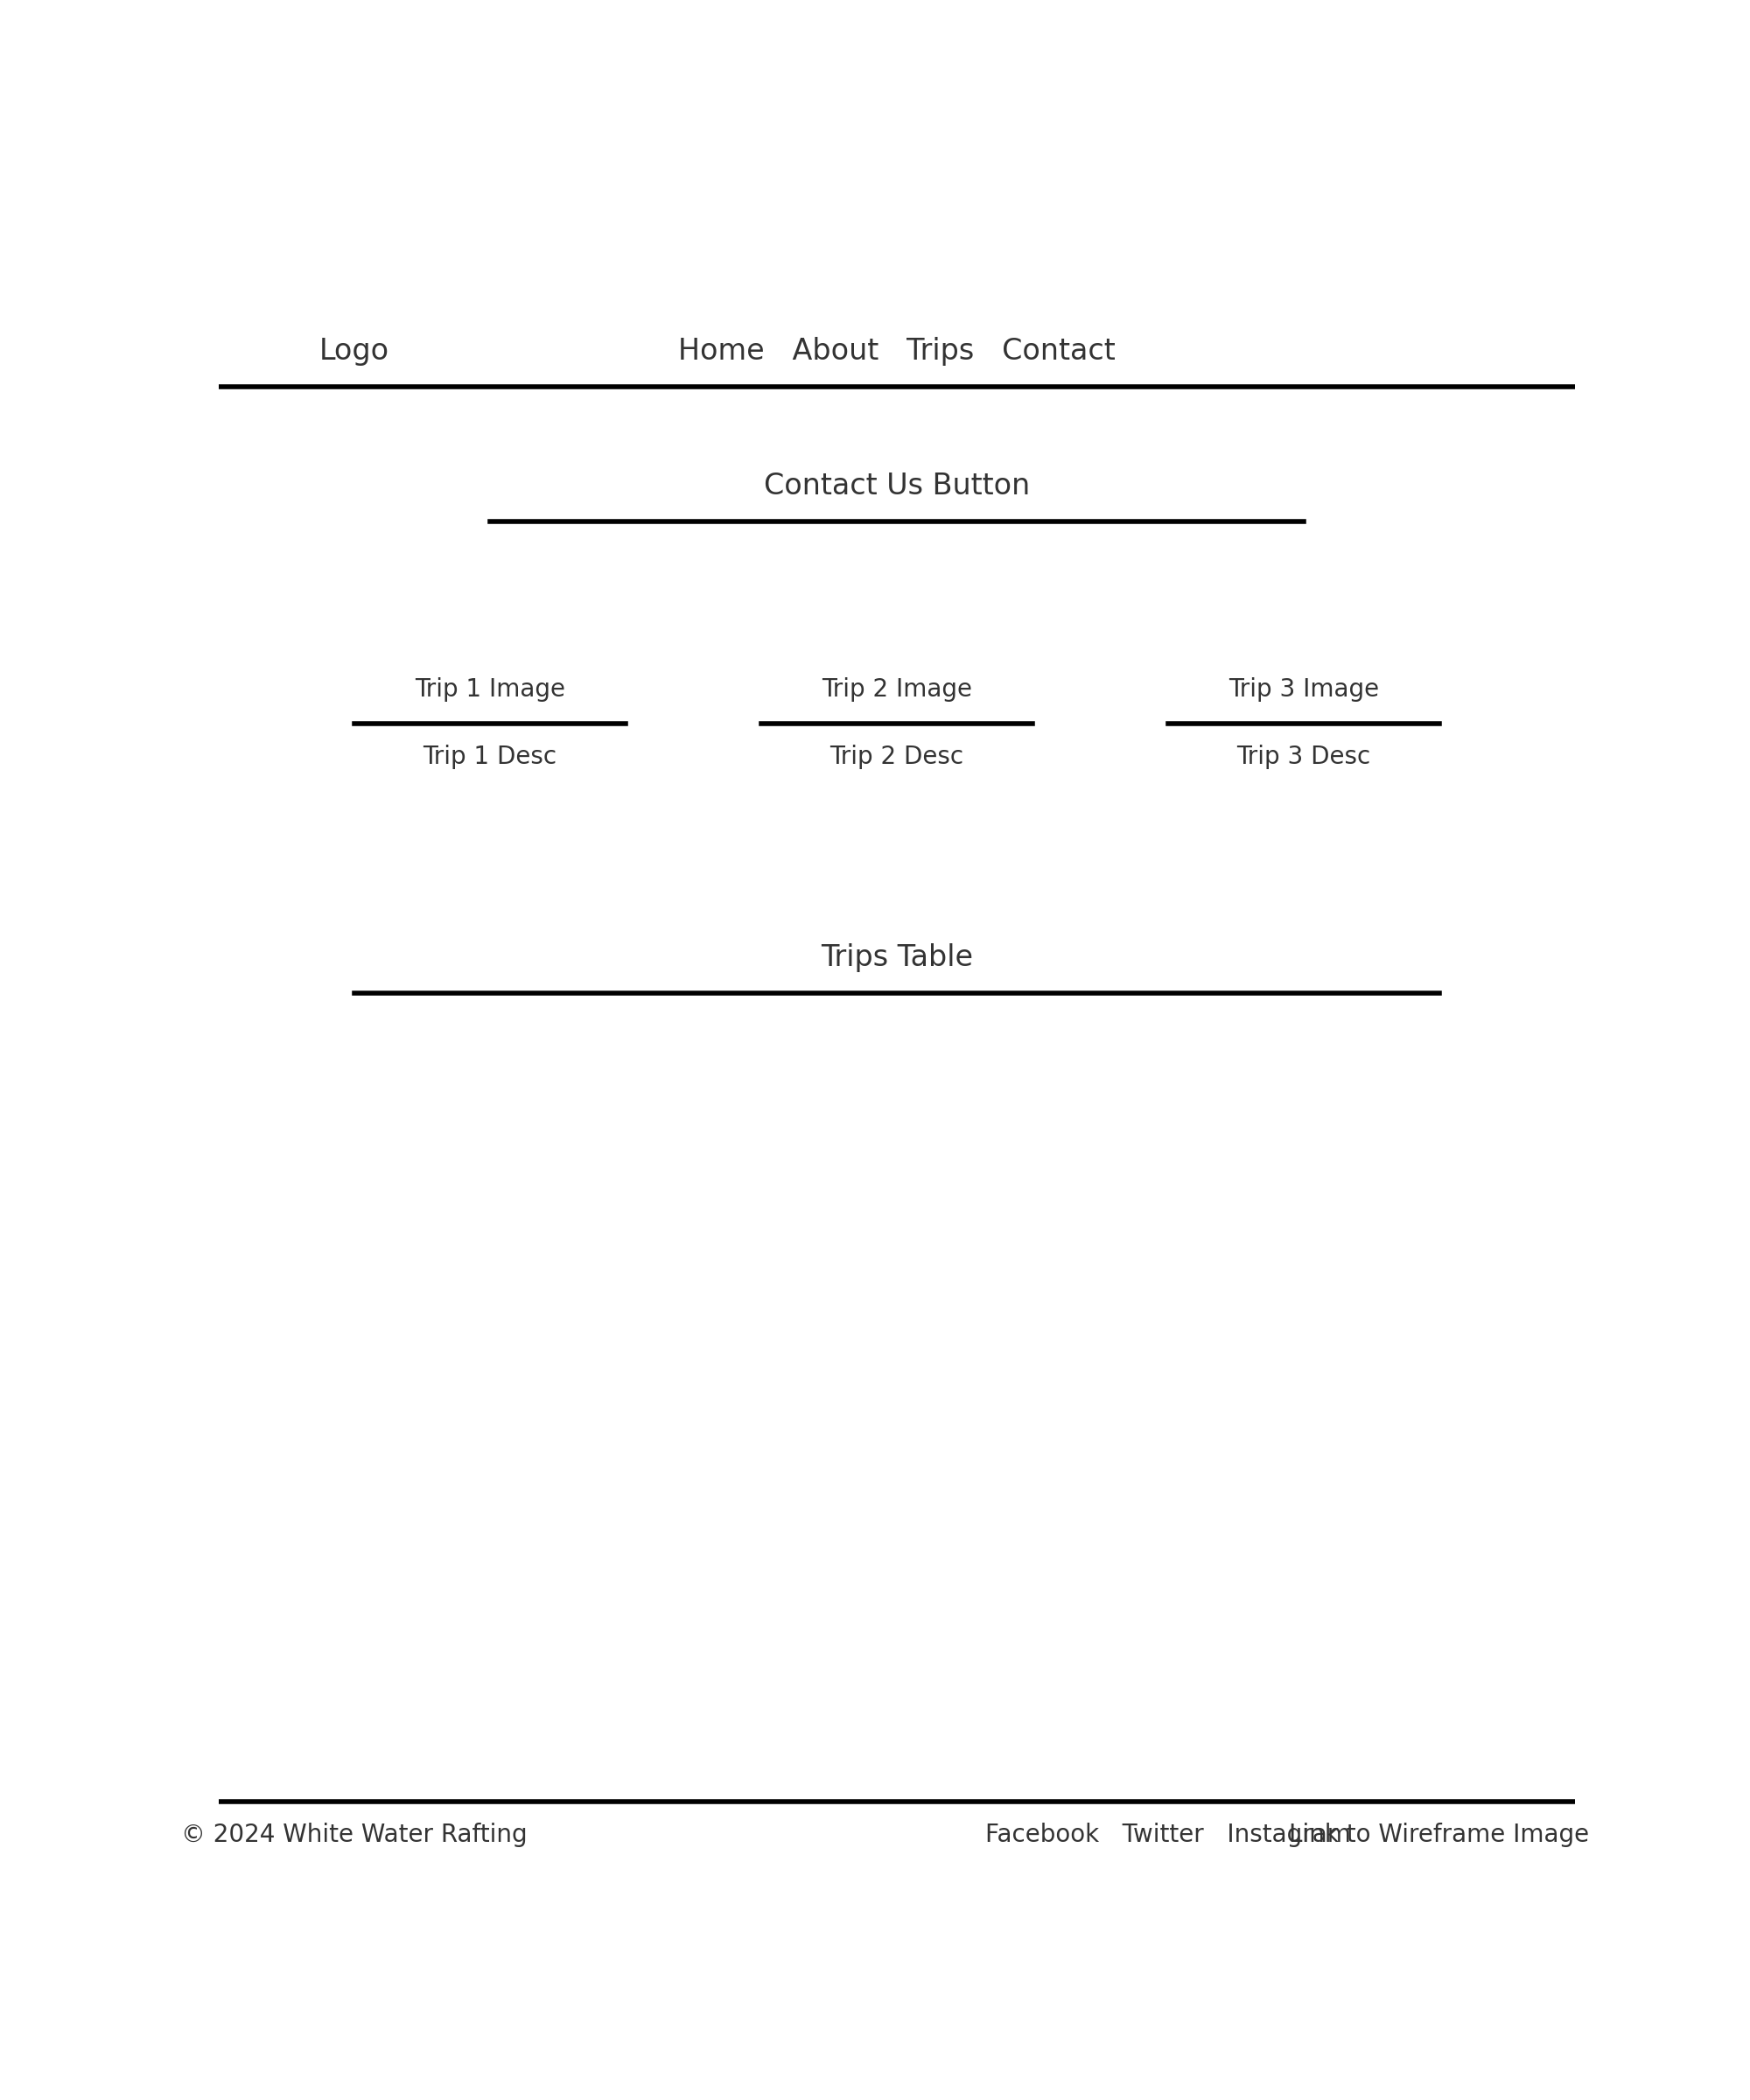 Logo Home About Trips Contact
Contact Us Button
Trip 1 Image Trip 2 Image Trip 3 Image
Trip 1 Desc Trip 2 Desc Trip 3 Desc
Trips Table
© 2024 White Water Rafting Facebook Twitter Instagram Link to Wireframe Image